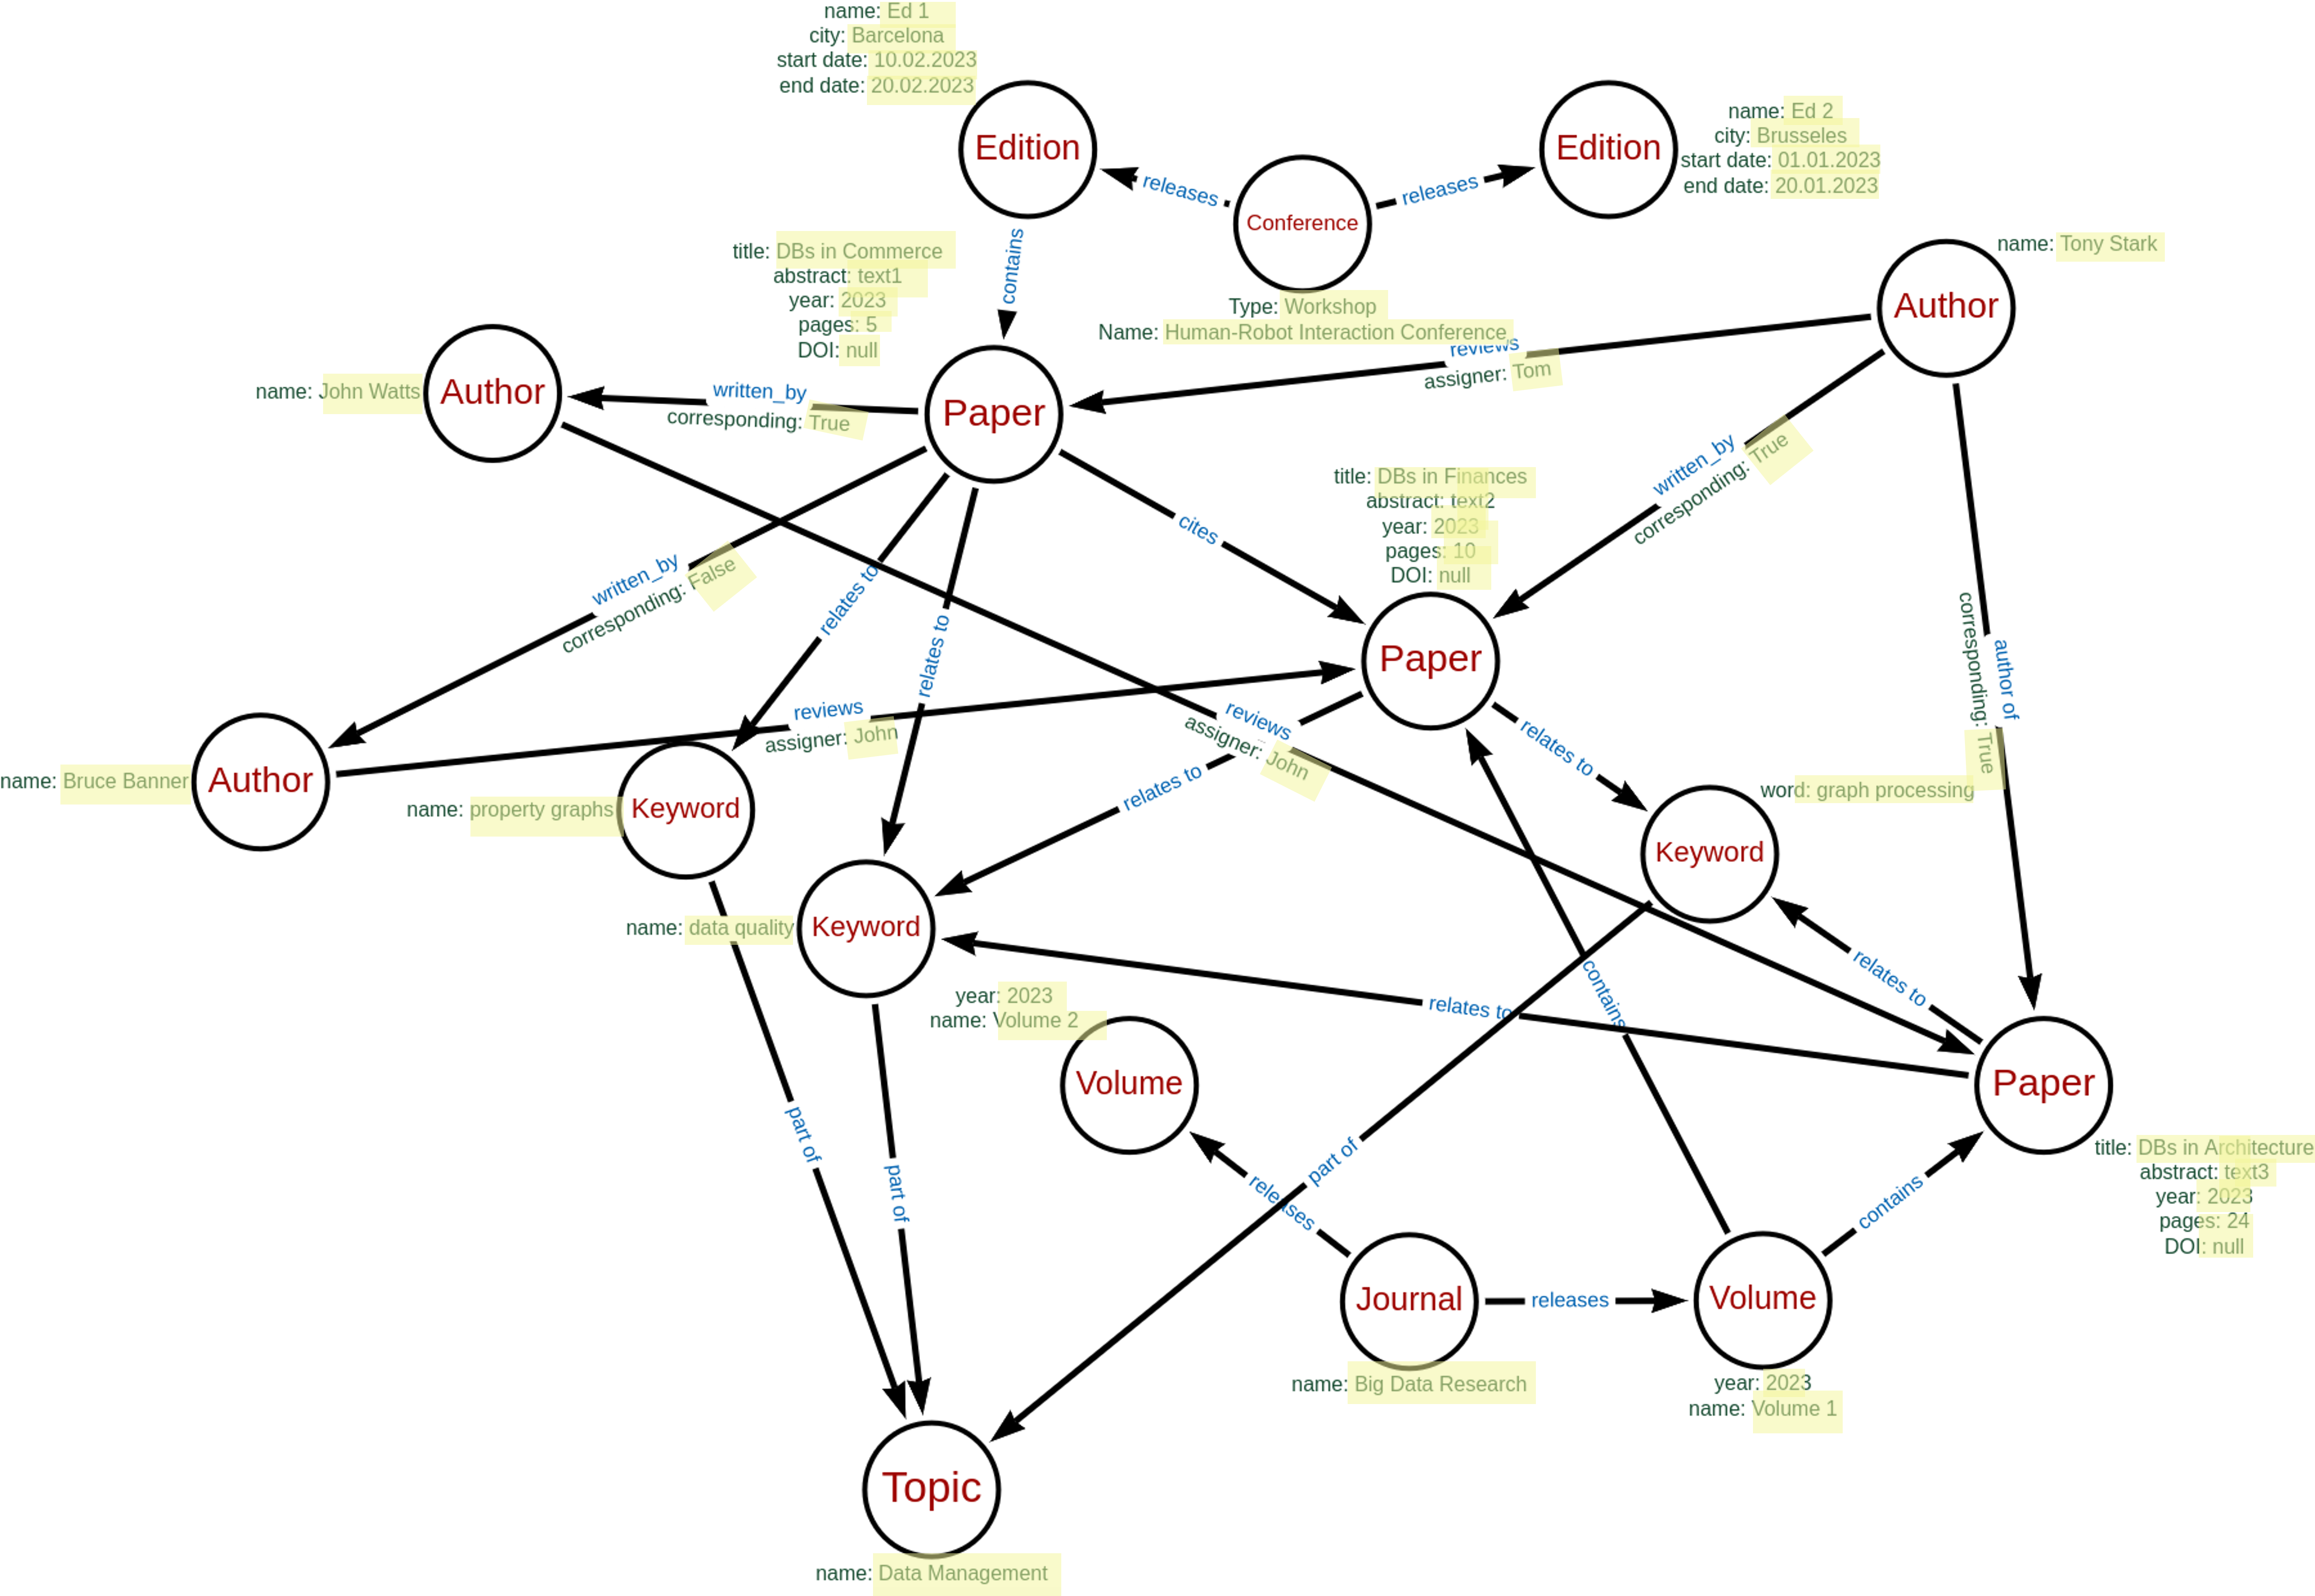 name: Ed 1
city: Barcelona
start date: 10.02.2023
end date: 20.02.2023
Edition
releases
Conference
Type: Workshop
Name: Human-Robot Interaction Conference
releases
Edition
name: Ed 2
city: Brusseles
start date: 01.01.2023
end date: 20.01.2023
contains
name: Tony Stark
Author
title: DBs in Commerce
abstract: text1
year: 2023
pages: 5
DOI: null
Paper
reviews
assigner: Tom
name: John Watts
Author
written_by
corresponding: True
written_by
corresponding: True
title: DBs in Finances
abstract: text2
year: 2023
pages: 10
DOI: null
Paper
cites
written_by
corresponding: False
relates to
relates to
author of
corresponding: True
reviews
assigner: John
reviews
assigner: John
name: Bruce Banner
Author
name: property graphs
Keyword
relates to
relates to
word: graph processing
Keyword
name: data quality
Keyword
relates to
relates to
contains
year: 2023
name: Volume 2
Volume
Paper
title: DBs in Architecture
abstract: text3
year: 2023
pages: 24
DOI: null
part of
part of
part of
releases
contains
Journal
name: Big Data Research
releases
Volume
year: 2023
name: Volume 1
Topic
name: Data Management